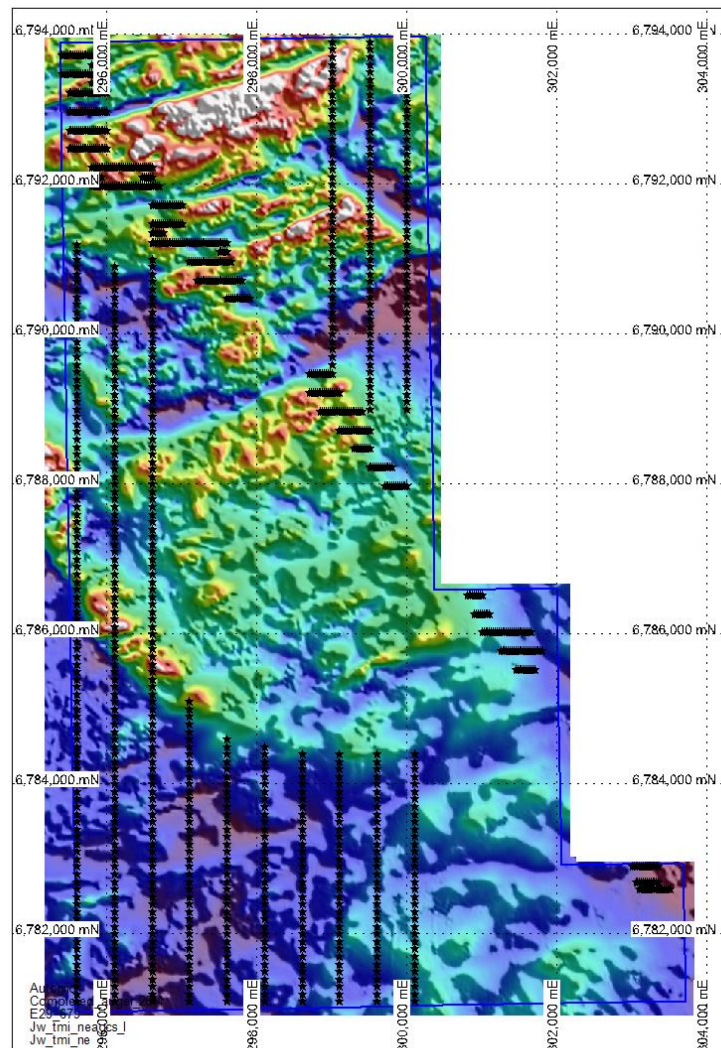 6,794,000 mN
296,000 mE
298,000 mE
300,000 mE
302,000 mE
304,000 mE
6,792,000 mN
6,792,000 mN
6,790,000 mN
6,790,000 mN
6,788,000 mN
6,788,000 mN
6,786,000 mN
6,786,000 mN
6,784,000 mN
6,784,000 mN
6,782,000 mN
6,782,000 mN
296,000 mE
298,000 mE
300,000 mE
302,000 mE
304,000 mE
Completed
Jw_tmi_neagcs_l
Jw_tmi_ne